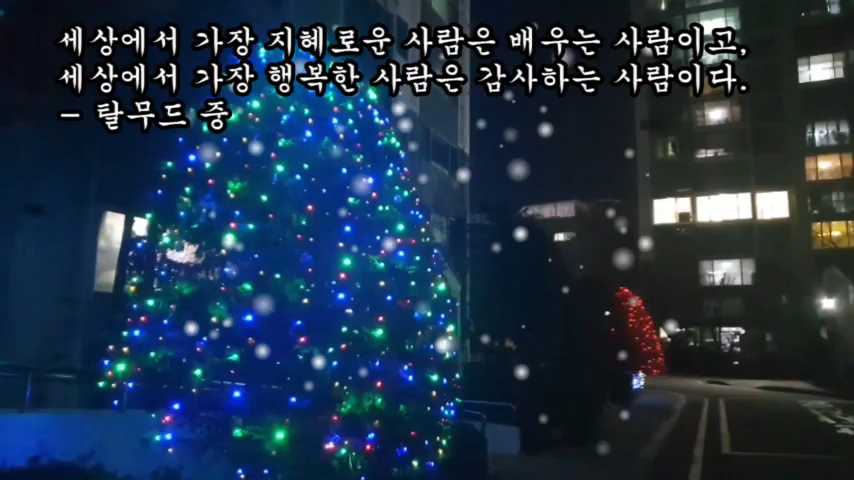 세상에서 가장 지혜로운 사람은 배우는 사람이고,
세상에서 가장 행복한 사람은 감사하는 사람이다.
- 탈무드 중